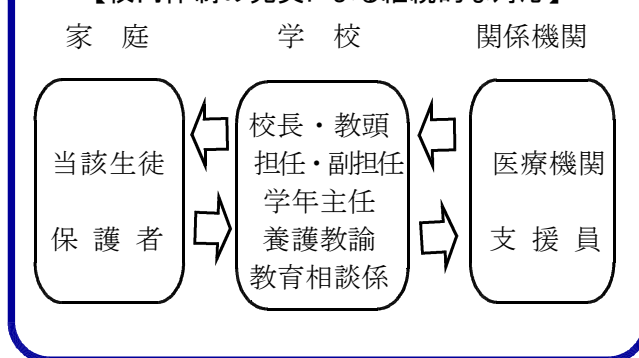 家　庭　学　校　関係機関
当該生徒
保　護　者
校長・教頭
担任・副担任
学年主任
養護教諭
教育相談係
医療機関
支　援　員